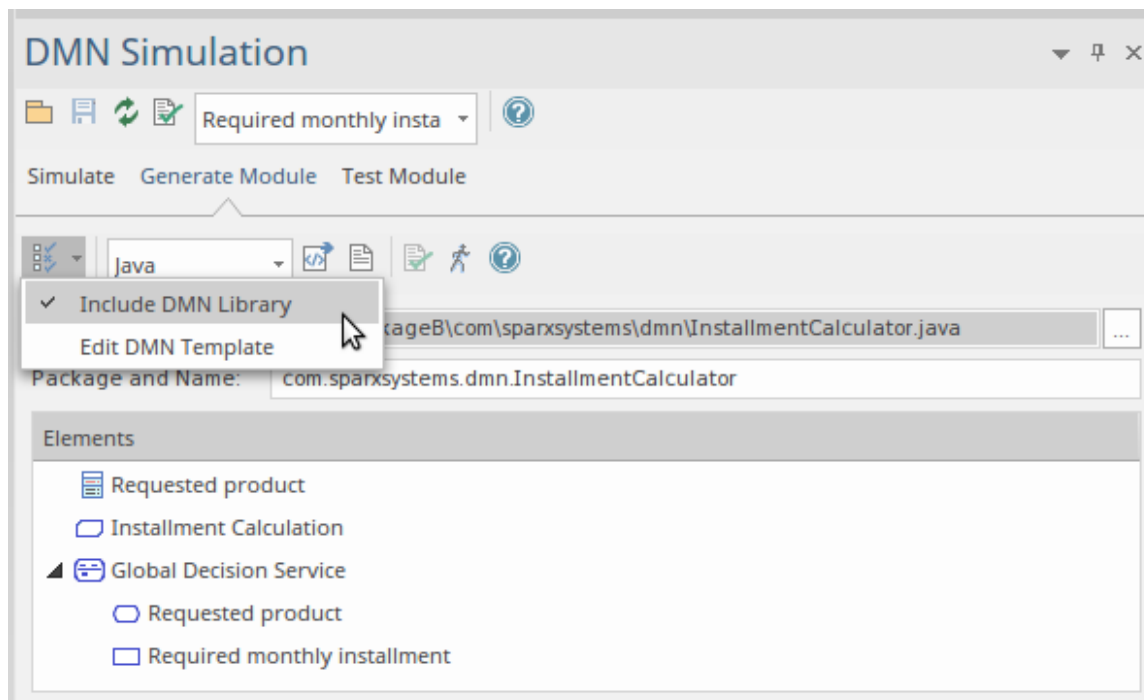 DMN Simulation
Required monthly insta
Simulate Generate Module Test Module
Java
Include DMN Library
kageB\com\sparxsystems\dmn\InstallmentCalculator.java
...
Edit DMN Template
Package and Name: com.sparxsystems.dmn.InstallmentCalculator
Elements
Requested product
Installment Calculation
Global Decision Service
Requested product
Required monthly installment